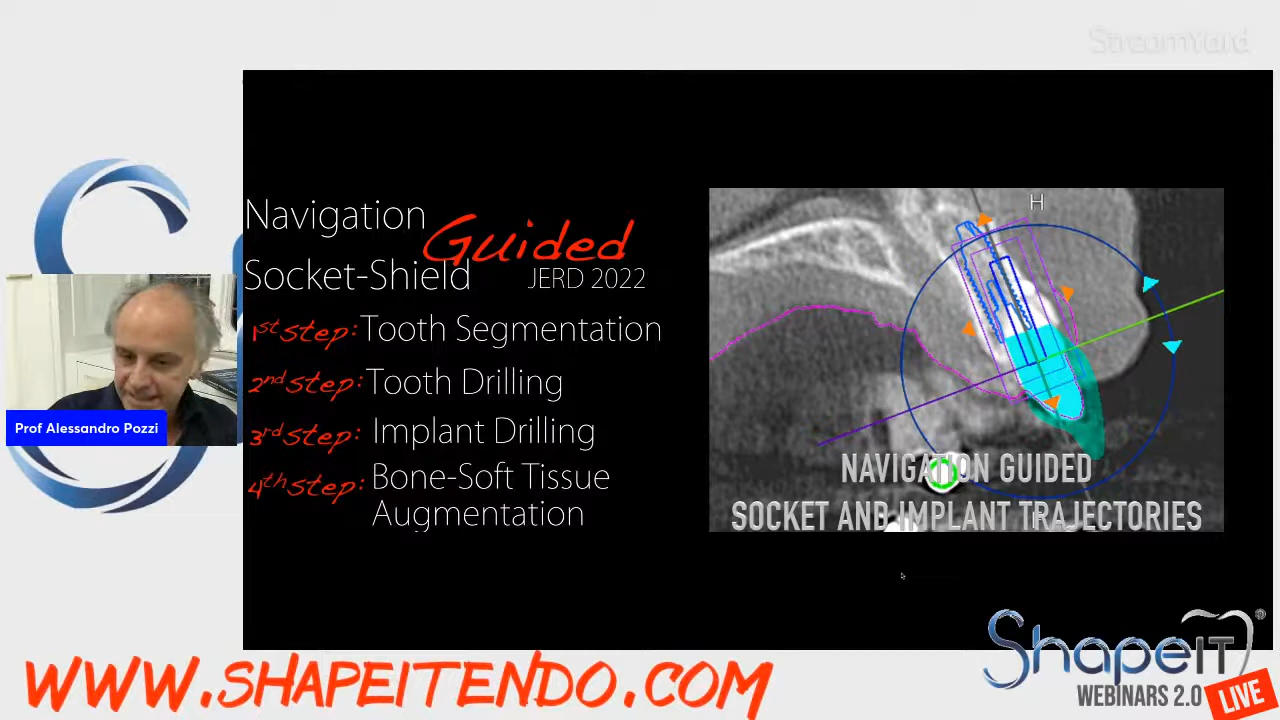 StreamYard
Navigation
Guided
Socket-Shield
JERD 2022
1st step: Tooth Segmentation
2nd step: Tooth Drilling
3rd step: Implant Drilling
4th step: Bone-Soft Tissue
Augmentation
H
NAVIGATION GUIDED
SOCKET AND IMPLANT TRAJECTORIES
Prof Alessandro Pozzi
WWW.SHAPEITENDO.COM
ShapeIT®
WEBINARS 2.0
LIVE